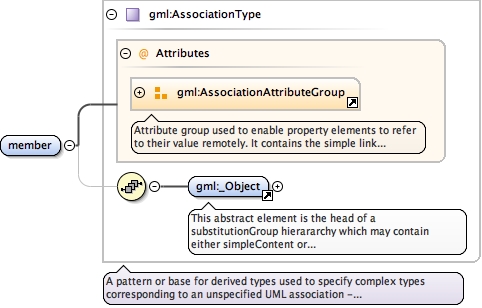 gml:AssociationType
@ Attributes
gml:AssociationAttributeGroup
Attribute group used to enable property elements to refer
to their value remotely. It contains the simple link...
member
gml:_Object
This abstract element is the head of a
substitutionGroup hierararchy which may contain
either simpleContent or...
A pattern or base for derived types used to specify complex types
corresponding to an unspecified UML association -...